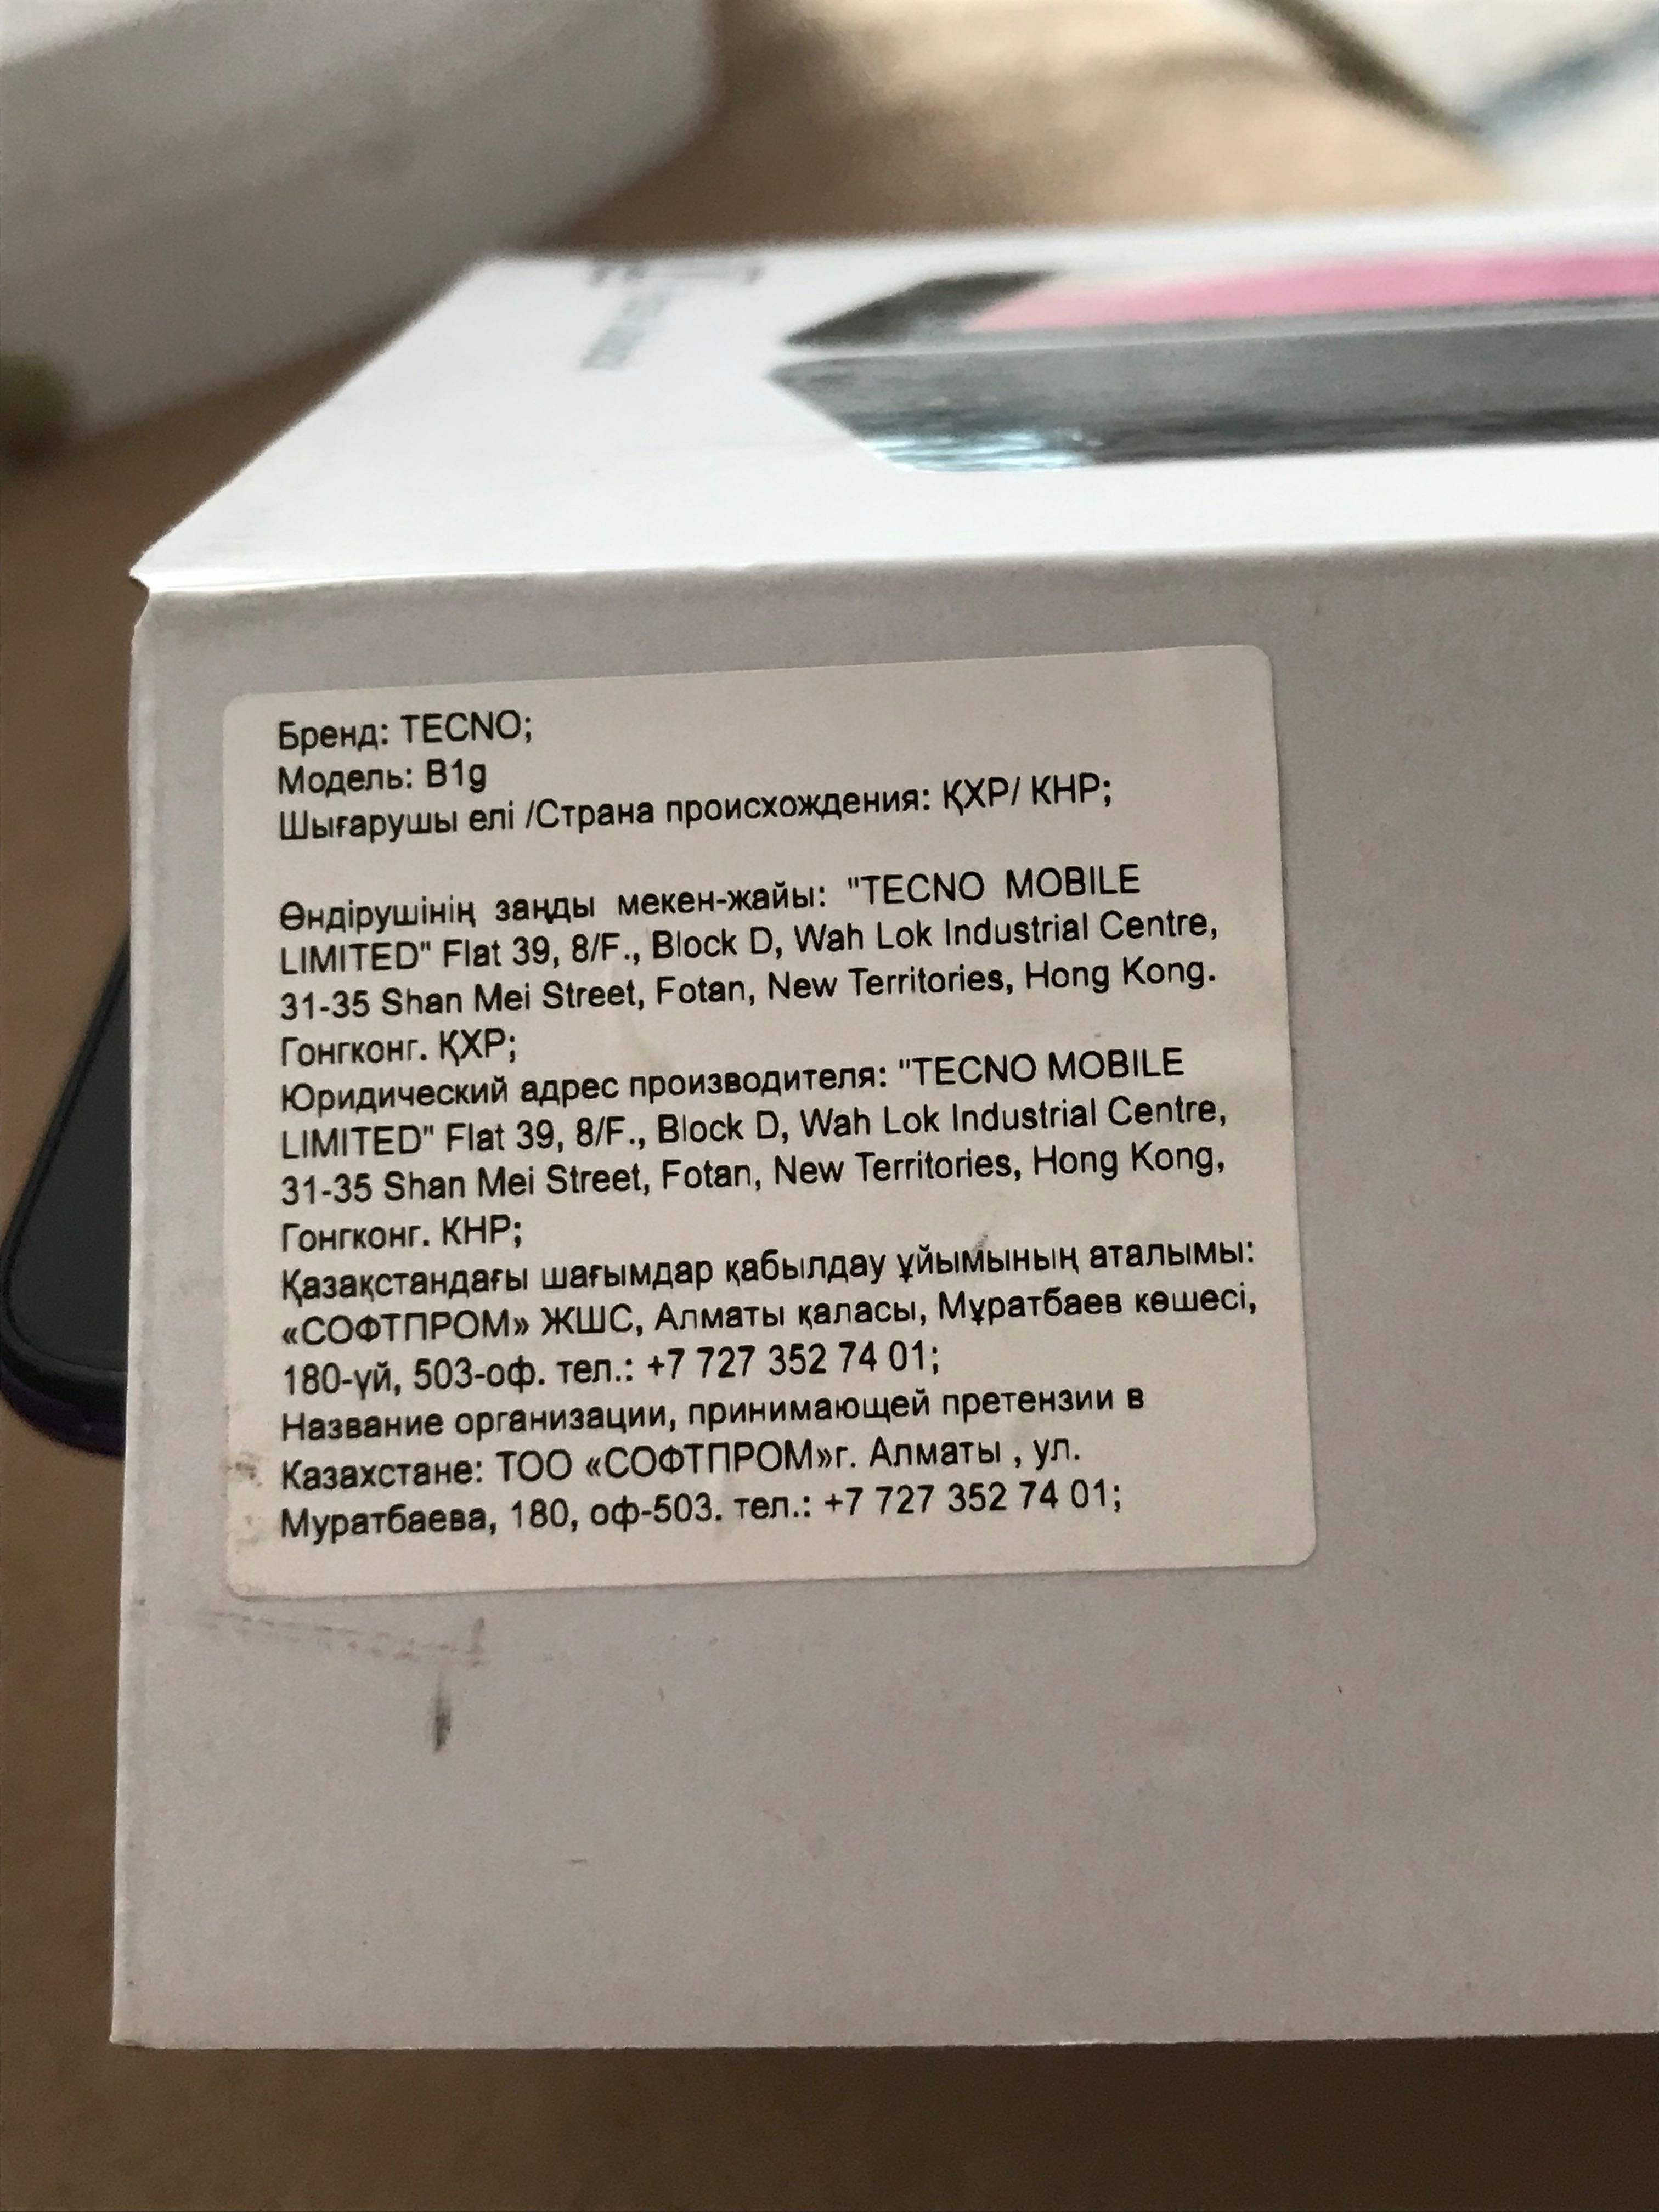 Бренд: TECNO;
Модель: B1g
Шығарушы елі /Страна происхождения: ҚХР/ КНР;
Өндірушінің заңды мекен-жайы: "TECNO MOBILE
LIMITED" Flat 39, 8/F., Block D, Wah Lok Industrial Centre,
31-35 Shan Mei Street, Fotan, New Territories, Hong Kong.
Гонгконг. ҚХР;
Юридический адрес производителя: "TECNO MOBILE
LIMITED" Flat 39, 8/F., Block D, Wah Lok Industrial Centre,
31-35 Shan Mei Street, Fotan, New Territories, Hong Kong,
Гонгконг. КНР;
Қазақстандағы шағымдар қабылдау ұйымының аталымы:
«СОФТПРОМ» ЖШС, Алматы қаласы, Мұратбаев көшесі,
180-үй, 503-оф. тел.: +7 727 352 74 01;
Название организации, принимающей претензии в
Казахстане: ТОО «СОФТПРОМ»г. Алматы , ул.
Муратбаева, 180, оф-503. тел.: +7 727 352 74 01;